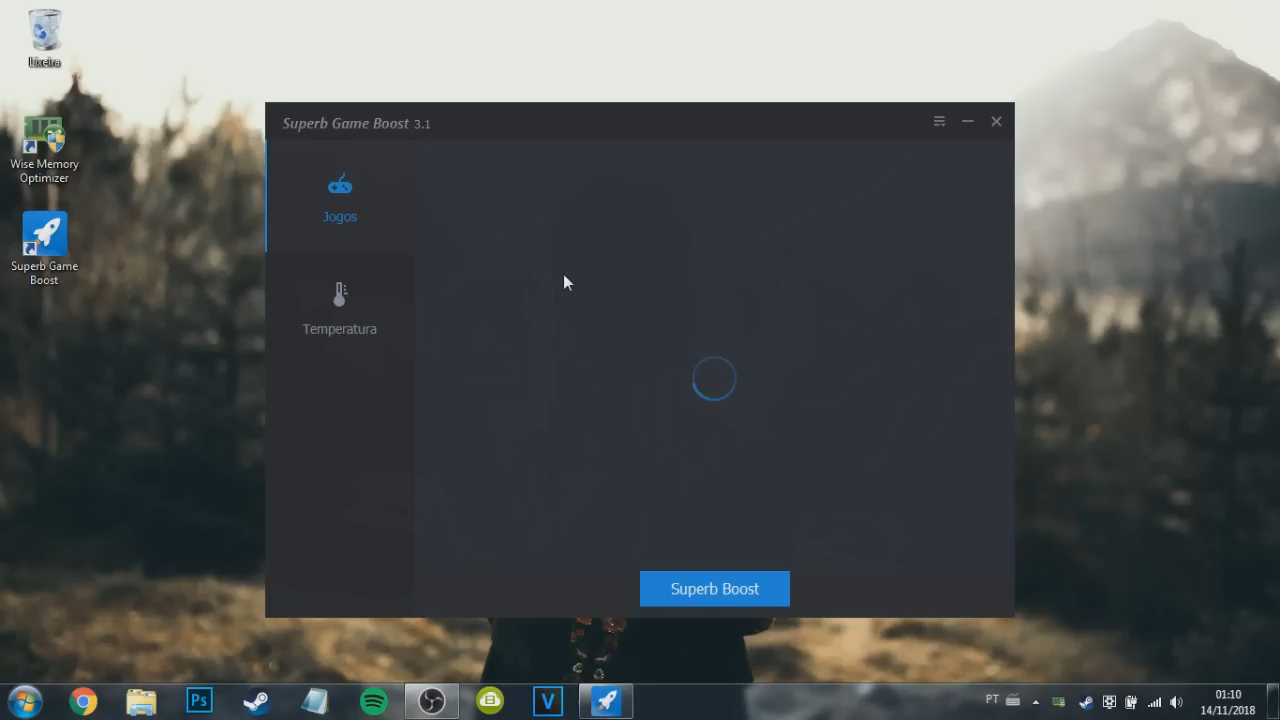 Lixeira
Wise Memory
Optimizer
Superb Game
Boost
Superb Game Boost 3.1
Jogos
Temperatura
Superb Boost
Ps
V
PT
01:10
14/11/2018